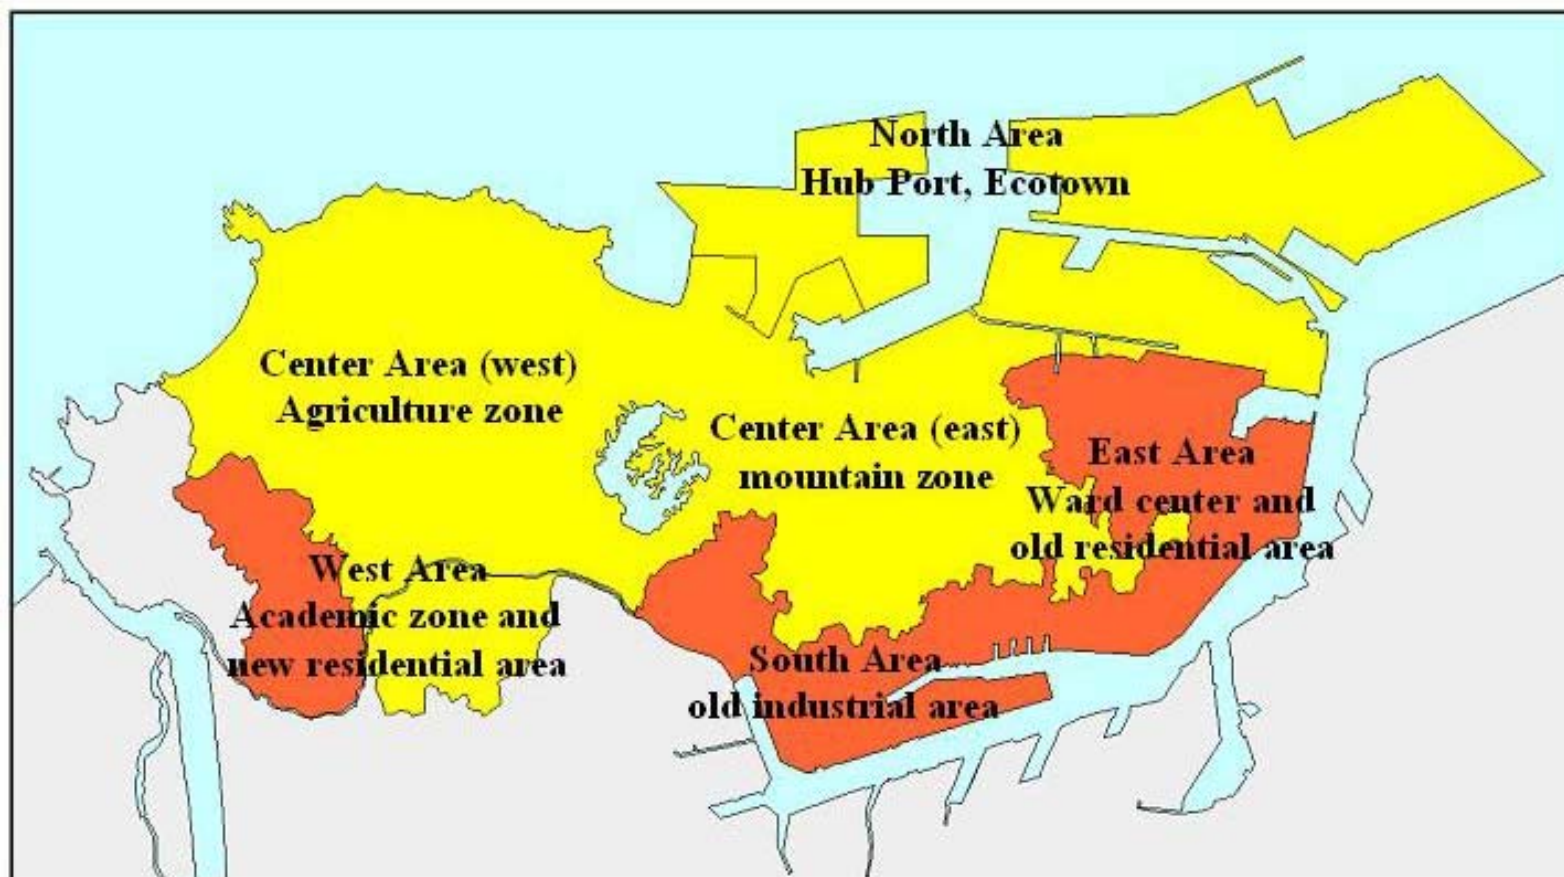 North Area
Hub Port, Ecotown
Center Area (west)
Agriculture zone
Center Area (east)
mountain zone
East Area
Ward center and
old residential area
West Area
Academic zone and
new residential area
South Area
old industrial area